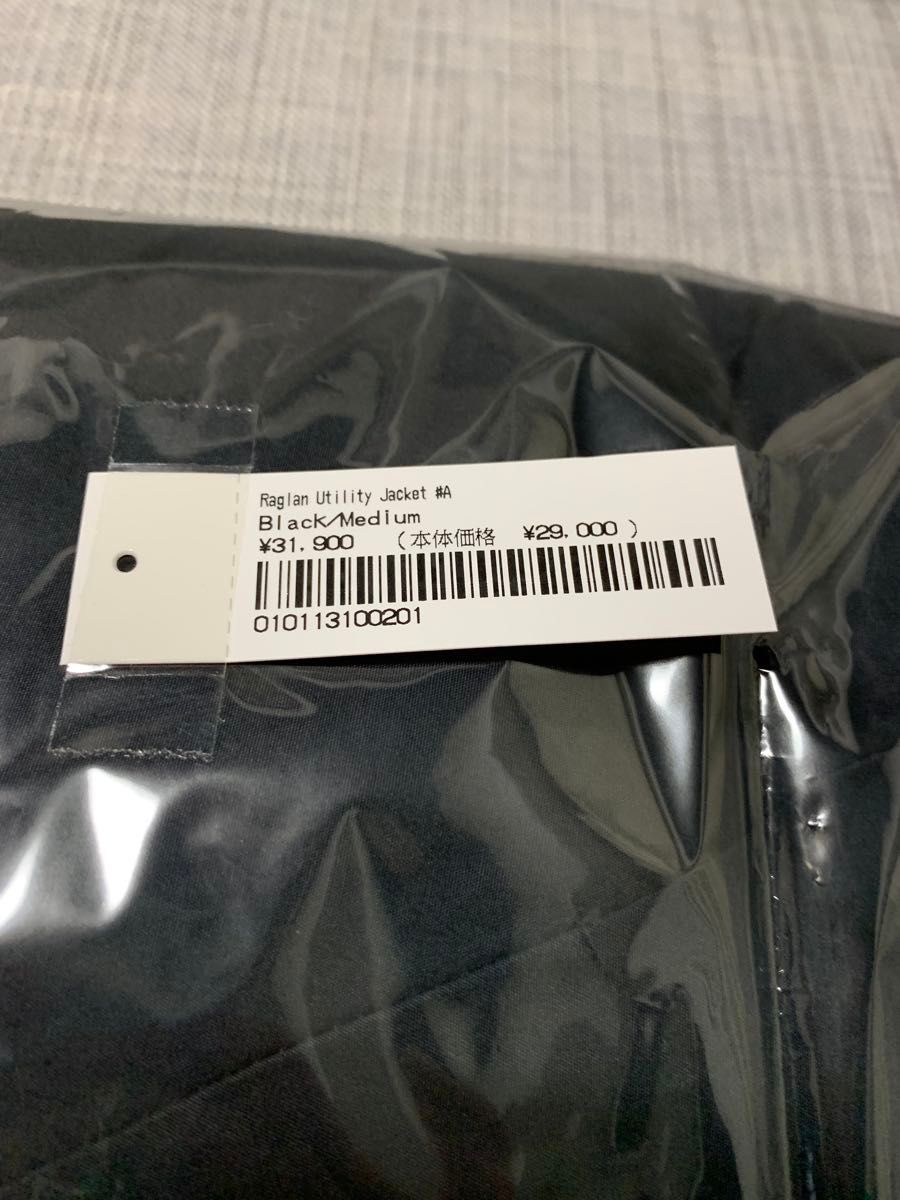 Raglan Utility Jacket #A
Black/Medium
¥31,900 (本体価格 ¥29,000 )
010113100201